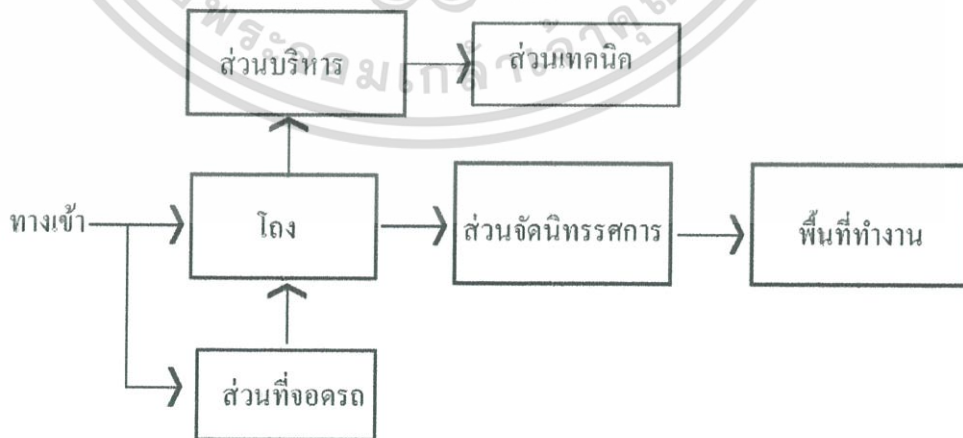 ส่วนบริหาร
ส่วนเทคนิค
ทางเข้า
โถง
ส่วนจัดนิทรรศการ
พื้นที่ทำงาน
ส่วนที่จอดรถ